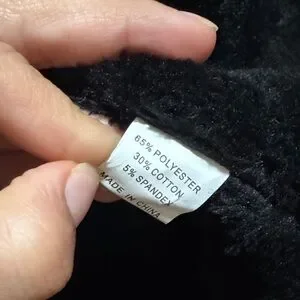 65% POLYESTER
30% COTTON
5% SPANDEX
MADE IN CHINA